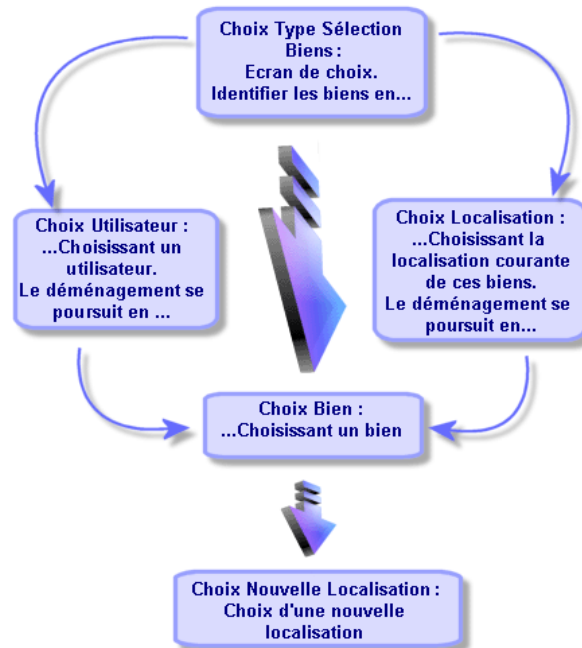 Choix Type Sélection
Biens :
Ecran de choix.
Identifier les biens en...
Choix Utilisateur :
...Choisissant un
utilisateur.
Le déménagement se
poursuit en ...
Choix Localisation :
...Choisissant la
localisation courante
de ces biens.
Le déménagement se
poursuit en...
Choix Bien :
...Choisissant un bien
Choix Nouvelle Localisation :
Choix d'une nouvelle
localisation